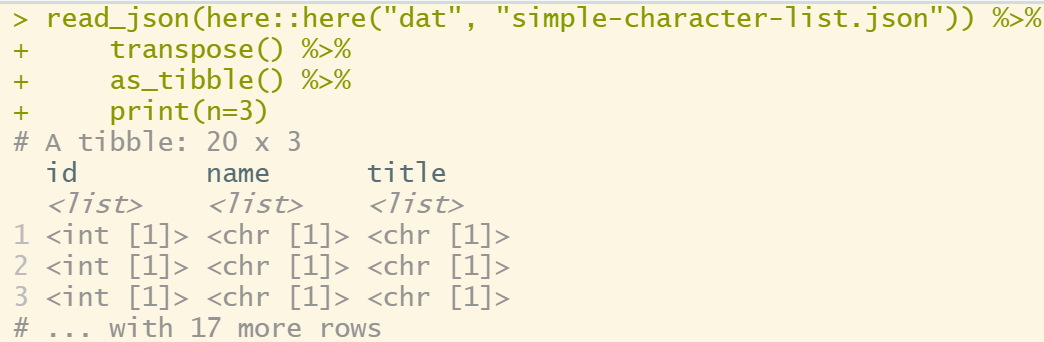 > read_json(here::here("dat", "simple-character-list.json")) %>%
+     transpose() %>%
+     as_tibble() %>%
+     print(n=3)
# A tibble: 20 x 3
  id        name      title
  <list>    <list>    <list>
1 <int [1]> <chr [1]> <chr [1]>
2 <int [1]> <chr [1]> <chr [1]>
3 <int [1]> <chr [1]> <chr [1]>
# ... with 17 more rows